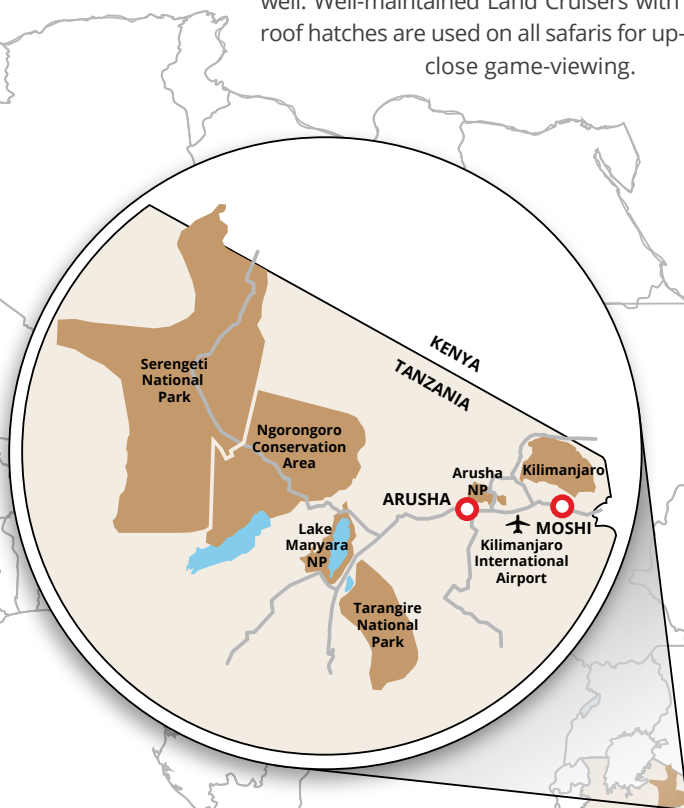 well. Well-maintained Land Cruisers with
roof hatches are used on all safaris for up-
close game-viewing.
KENYA
TANZANIA
Serengeti
National
Park
Ngorongoro
Conservation
Area
Arusha
NP
Kilimanjaro
ARUSHA
MOSHI
Lake
Manyara
NP
Kilimanjaro
International
Airport
Tarangire
National
Park